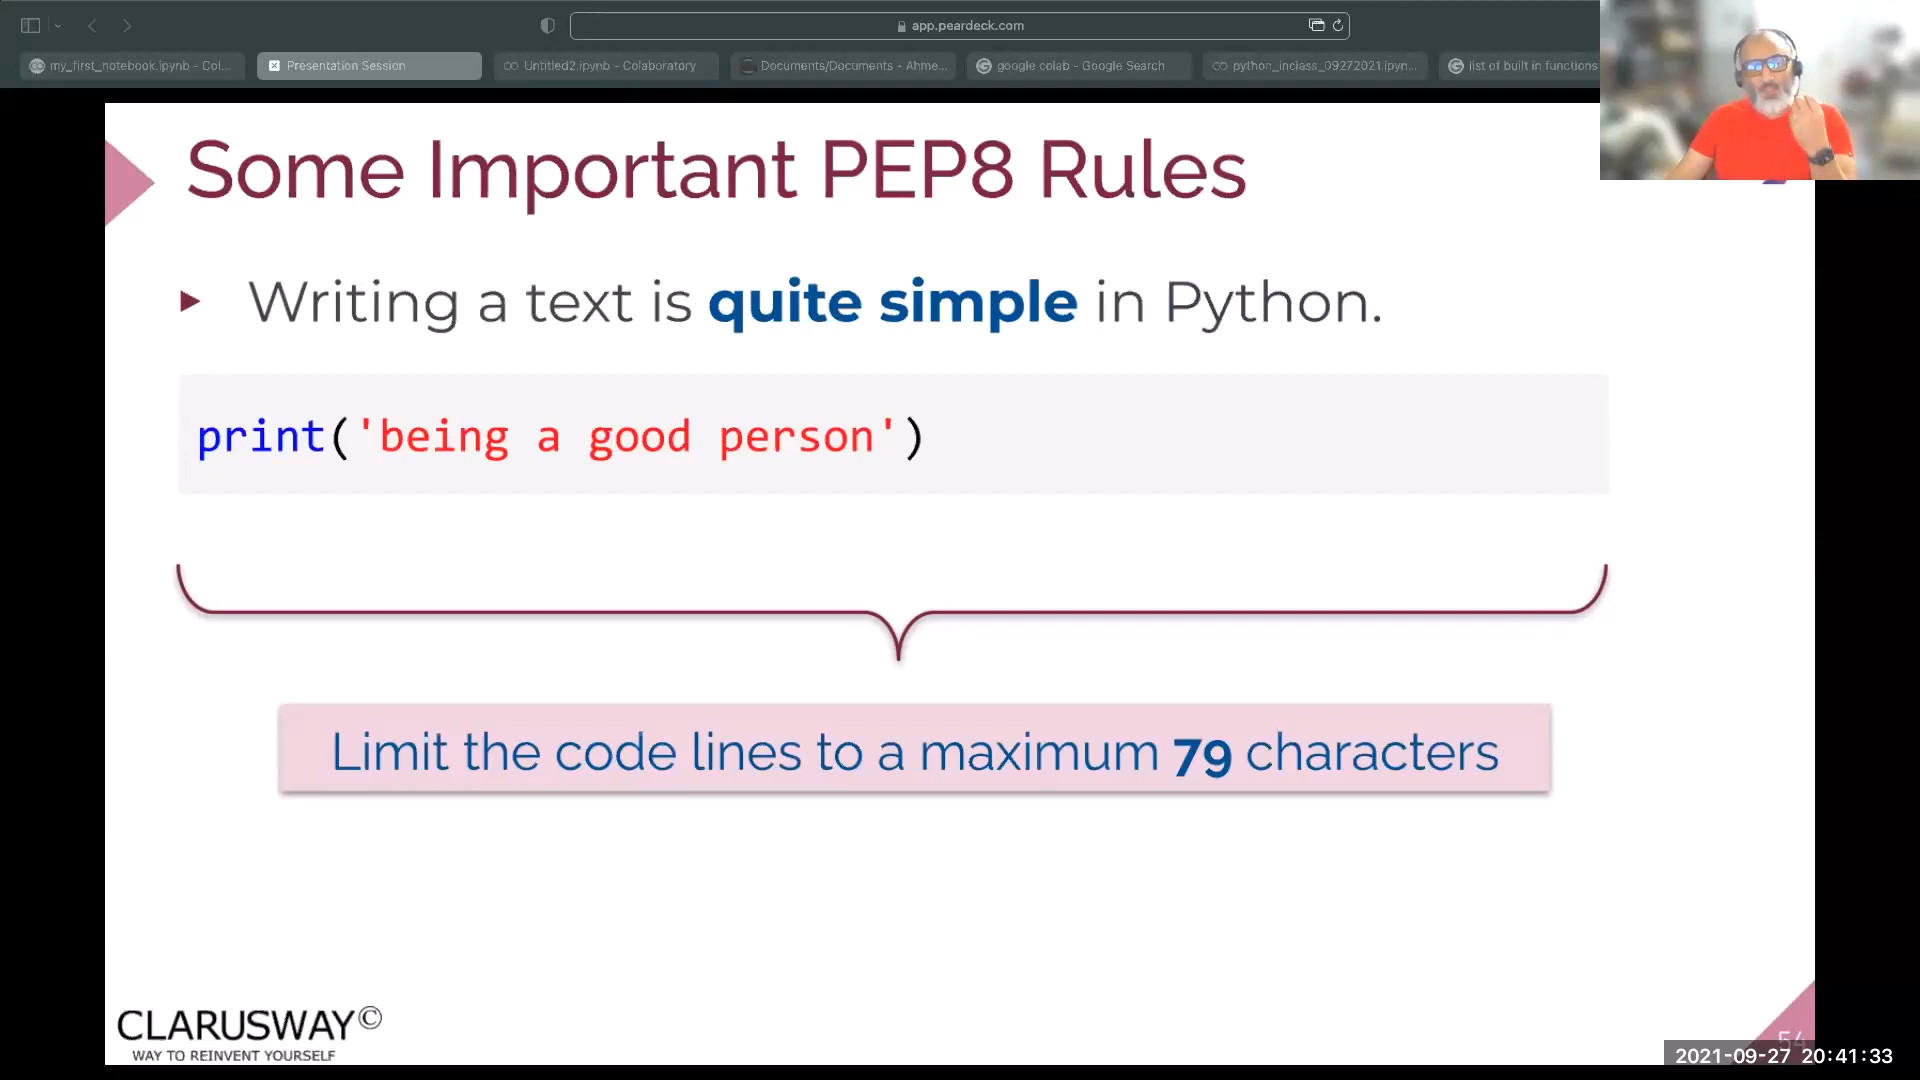 app.peardeck.com
my_first_notebook.ipynb - Col...
Presentation Session
Untitled2.ipynb - Colaboratory
Documents/Documents - Ahme...
google colab - Google Search
python_inclass_09272021.ipyn...
list of built in functions
Some Important PEP8 Rules
Writing a text is quite simple in Python.
print('being a good person')
Limit the code lines to a maximum 79 characters
CLARUSWAY©
WAY TO REINVENT YOURSELF
54
2021-09-27 20:41:33